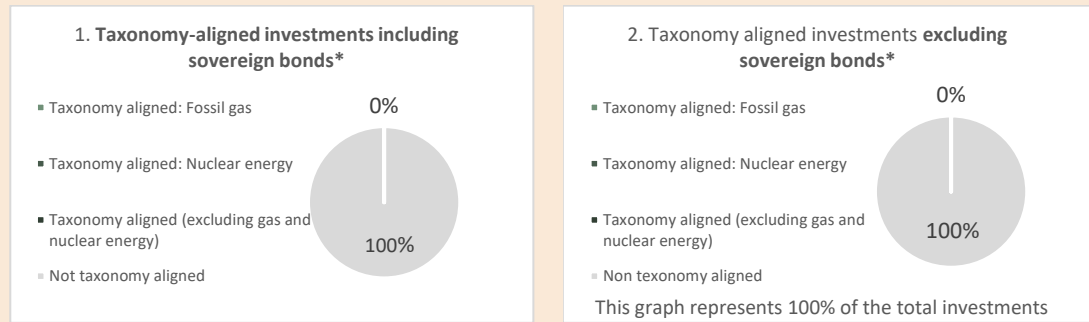 1. Taxonomy-aligned investments including
sovereign bonds*
Taxonomy aligned: Fossil gas
0%
Taxonomy aligned: Nuclear energy
Taxonomy aligned (excluding gas and
nuclear energy)
100%
Not taxonomy aligned
2. Taxonomy aligned investments excluding
sovereign bonds*
0%
Taxonomy aligned: Fossil gas
Taxonomy aligned: Nuclear energy
Taxonomy aligned (excluding gas and
nuclear energy)
100%
Non texonomy aligned
This graph represents 100% of the total investments